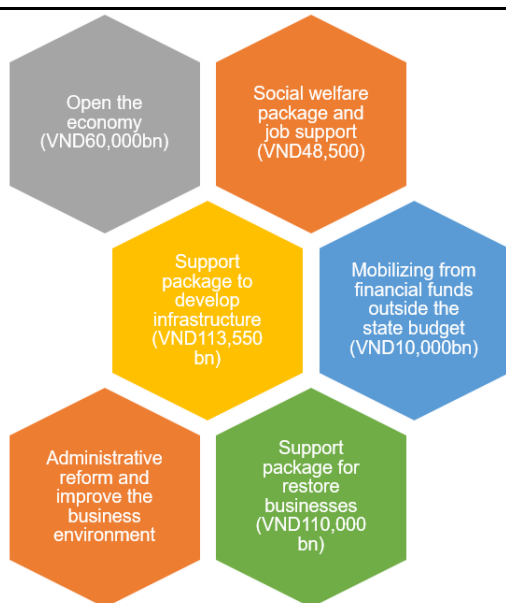 Open the
economy
(VND60,000bn)
Social welfare
package and
job support
(VND48,500)
Support
package to
develop
infrastructure
(VND113,550
bn)
Mobilizing from
financial funds
outside the
state budget
(VND10,000bn)
Administrative
reform and
improve the
business
environment
Support
package for
restore
businesses
(VND110,000
bn)